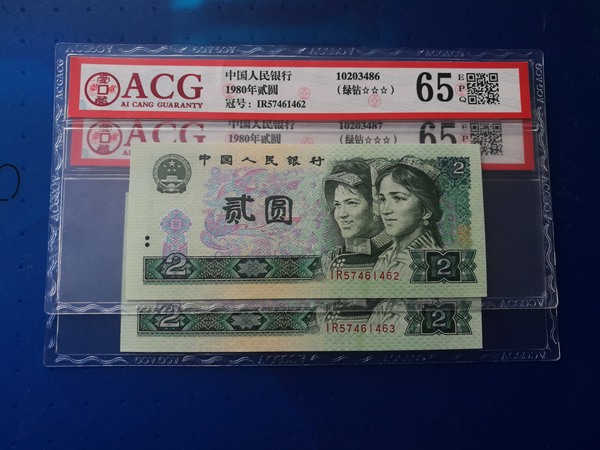 ACG
AI CANG GUARANTY
中国人民银行
1980年贰圆
冠号: IR57461462
10203486
(绿钻☆☆☆)
65
EPQ
ACG
中国人民银行
1980年贰圆
10203487
(绿钻☆☆☆)
65
中国人民银行
2
贰圆
2
IR57461462
2
2
IR57461463
2